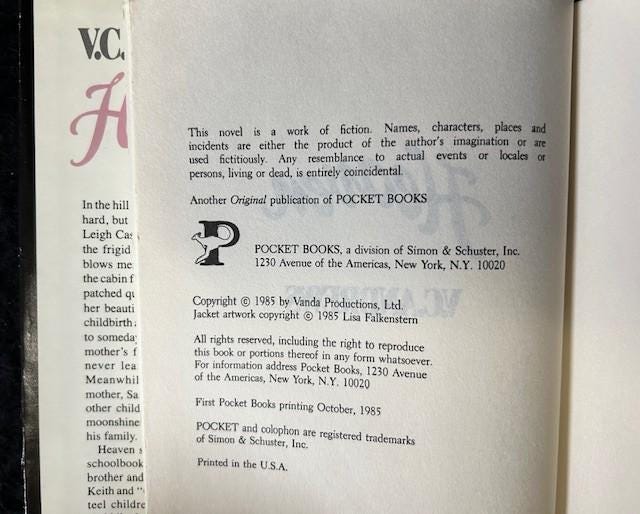 V.C.
H
In the hill
hard, but
Leigh Cas
the frigid
blows me
the cabin f
patched qu
her beauti
childbirth
to someday
mother's f
never lea
Meanwhil
mother, Sa
other child
moonshine
his family.
Heaven s
schoolbook
brother and
Keith and "
teel childre
This novel is a work of fiction. Names, characters, places and
incidents are either the product of the author's imagination or are
used fictitiously. Any resemblance to actual events or locales or
persons, living or dead, is entirely coincidental.
Another Original publication of POCKET BOOKS
P
POCKET BOOKS, a division of Simon & Schuster, Inc.
1230 Avenue of the Americas, New York, N.Y. 10020
Copyright © 1985 by Vanda Productions, Ltd.
Jacket artwork copyright © 1985 Lisa Falkenstern
All rights reserved, including the right to reproduce
this book or portions thereof in any form whatsoever.
For information address Pocket Books, 1230 Avenue
of the Americas, New York, N.Y. 10020
First Pocket Books printing October, 1985
POCKET and colophon are registered trademarks
of Simon & Schuster, Inc.
Printed in the U.S.A.